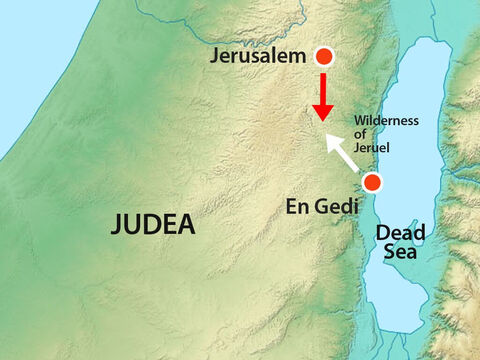 Jerusalem
Wilderness
of
Jeruel
En Gedi
JUDEA
Dead
Sea